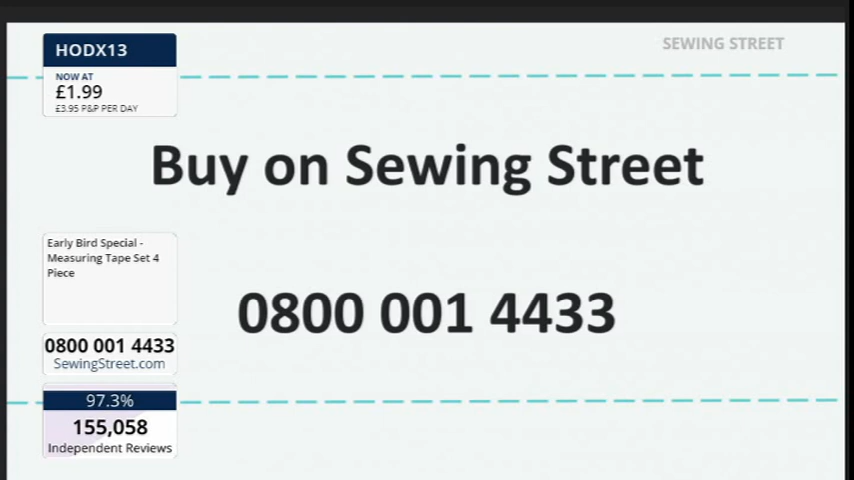 HODX13
NOW AT
£1.99
£3.95 P&P PER DAY
SEWING STREET
Buy on Sewing Street
Early Bird Special -
Measuring Tape Set 4
Piece
0800 001 4433
0800 001 4433
SewingStreet.com
97.3%
155,058
Independent Reviews